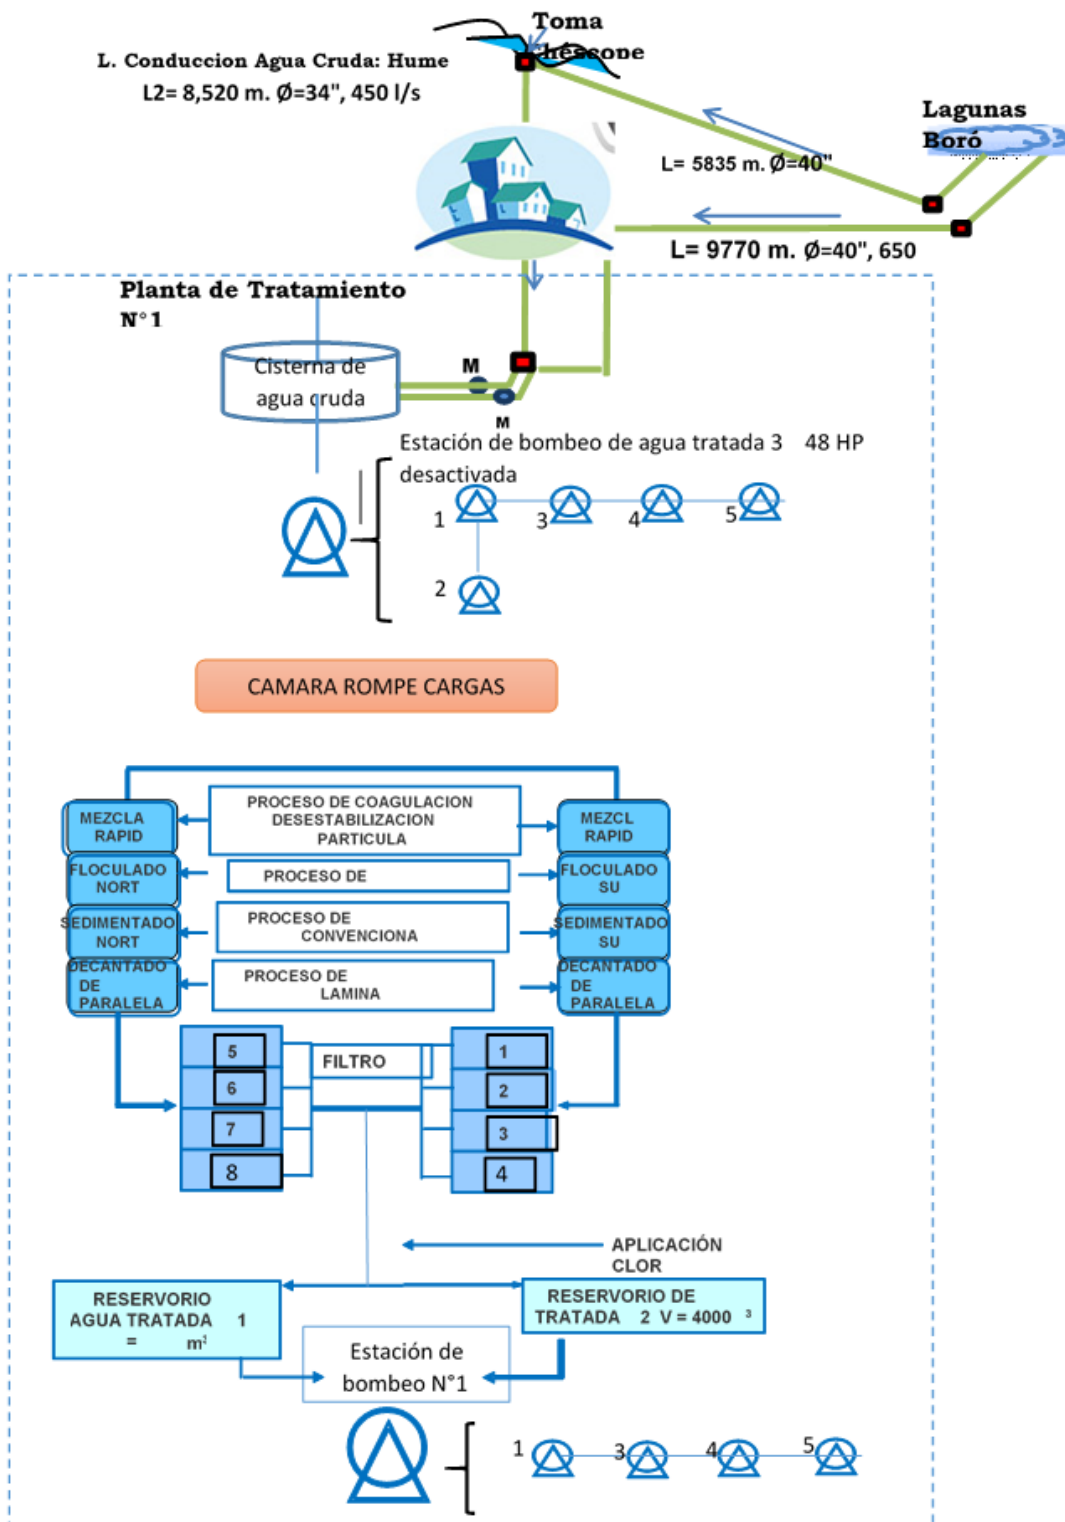 Toma
L. Conduccion Agua Cruda: Hume
L2= 8,520 m. Ø=34", 450 l/s
Lagunas
Boró
L= 5835 m. Ø=40"
L= 9770 m. Ø=40", 650
Planta de Tratamiento
N°1
Cisterna de
agua cruda
M
M
Estación de bombeo de agua tratada 3 48 HP
desactivada
1
3
4
5
2
CAMARA ROMPE CARGAS
PROCESO DE COAGULACION
DESESTABILIZACION
PARTICULA
MEZCLA
RAPID
MEZCL
RAPID
FLOCULADO
NORT
PROCESO DE
FLOCULADO
SU
SEDIMENTADO
NORT
PROCESO DE
CONVENCIONA
SEDIMENTADO
SU
DECANTADO
DE
PARALELA
PROCESO DE
LAMINA
DECANTADO
DE
PARALELA
5
FILTRO
1
6
2
7
3
8
4
APLICACIÓN
CLOR
RESERVORIO
AGUA TRATADA 1
= m³
RESERVORIO DE
TRATADA 2 V = 4000 ³
Estación de
bombeo N°1
1
3
4
5